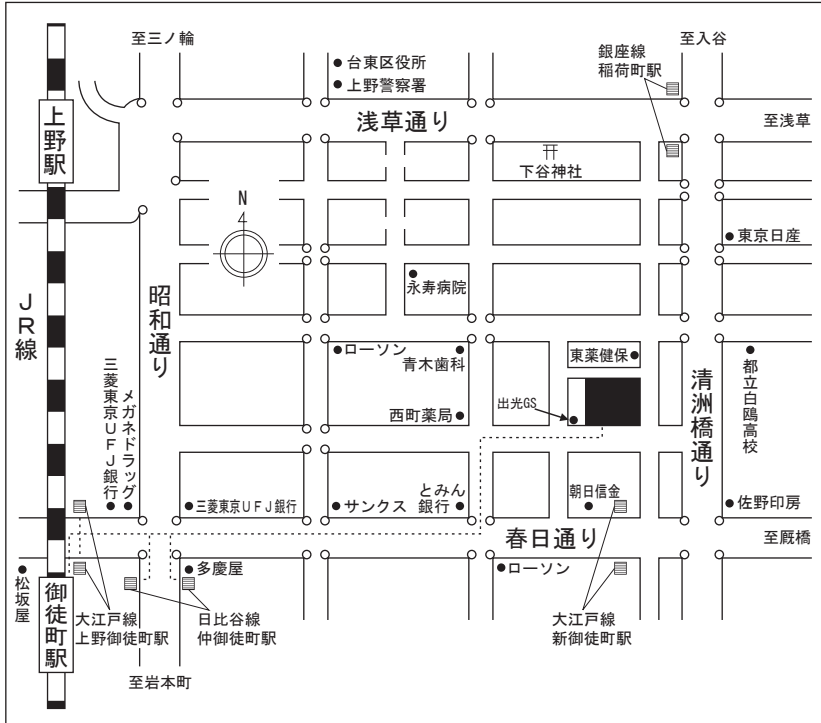 至三ノ輪
台東区役所
上野警察署
銀座線
稲荷町駅
至入谷
上野駅
浅草通り
至浅草
下谷神社
N
東京日産
永寿病院
JR線
昭和通り
ローソン
青木歯科
東薬健保
出光GS
西町薬局
清洲橋通り
都立白鴎高校
三菱東京UFJ銀行
メガネドラッグ
三菱東京UFJ銀行
サンクス
とみん
銀行
朝日信金
佐野印房
春日通り
至厩橋
松坂屋
御徒町駅
多慶屋
ローソン
大江戸線
上野御徒町駅
日比谷線
仲御徒町駅
大江戸線
新御徒町駅
至岩本町